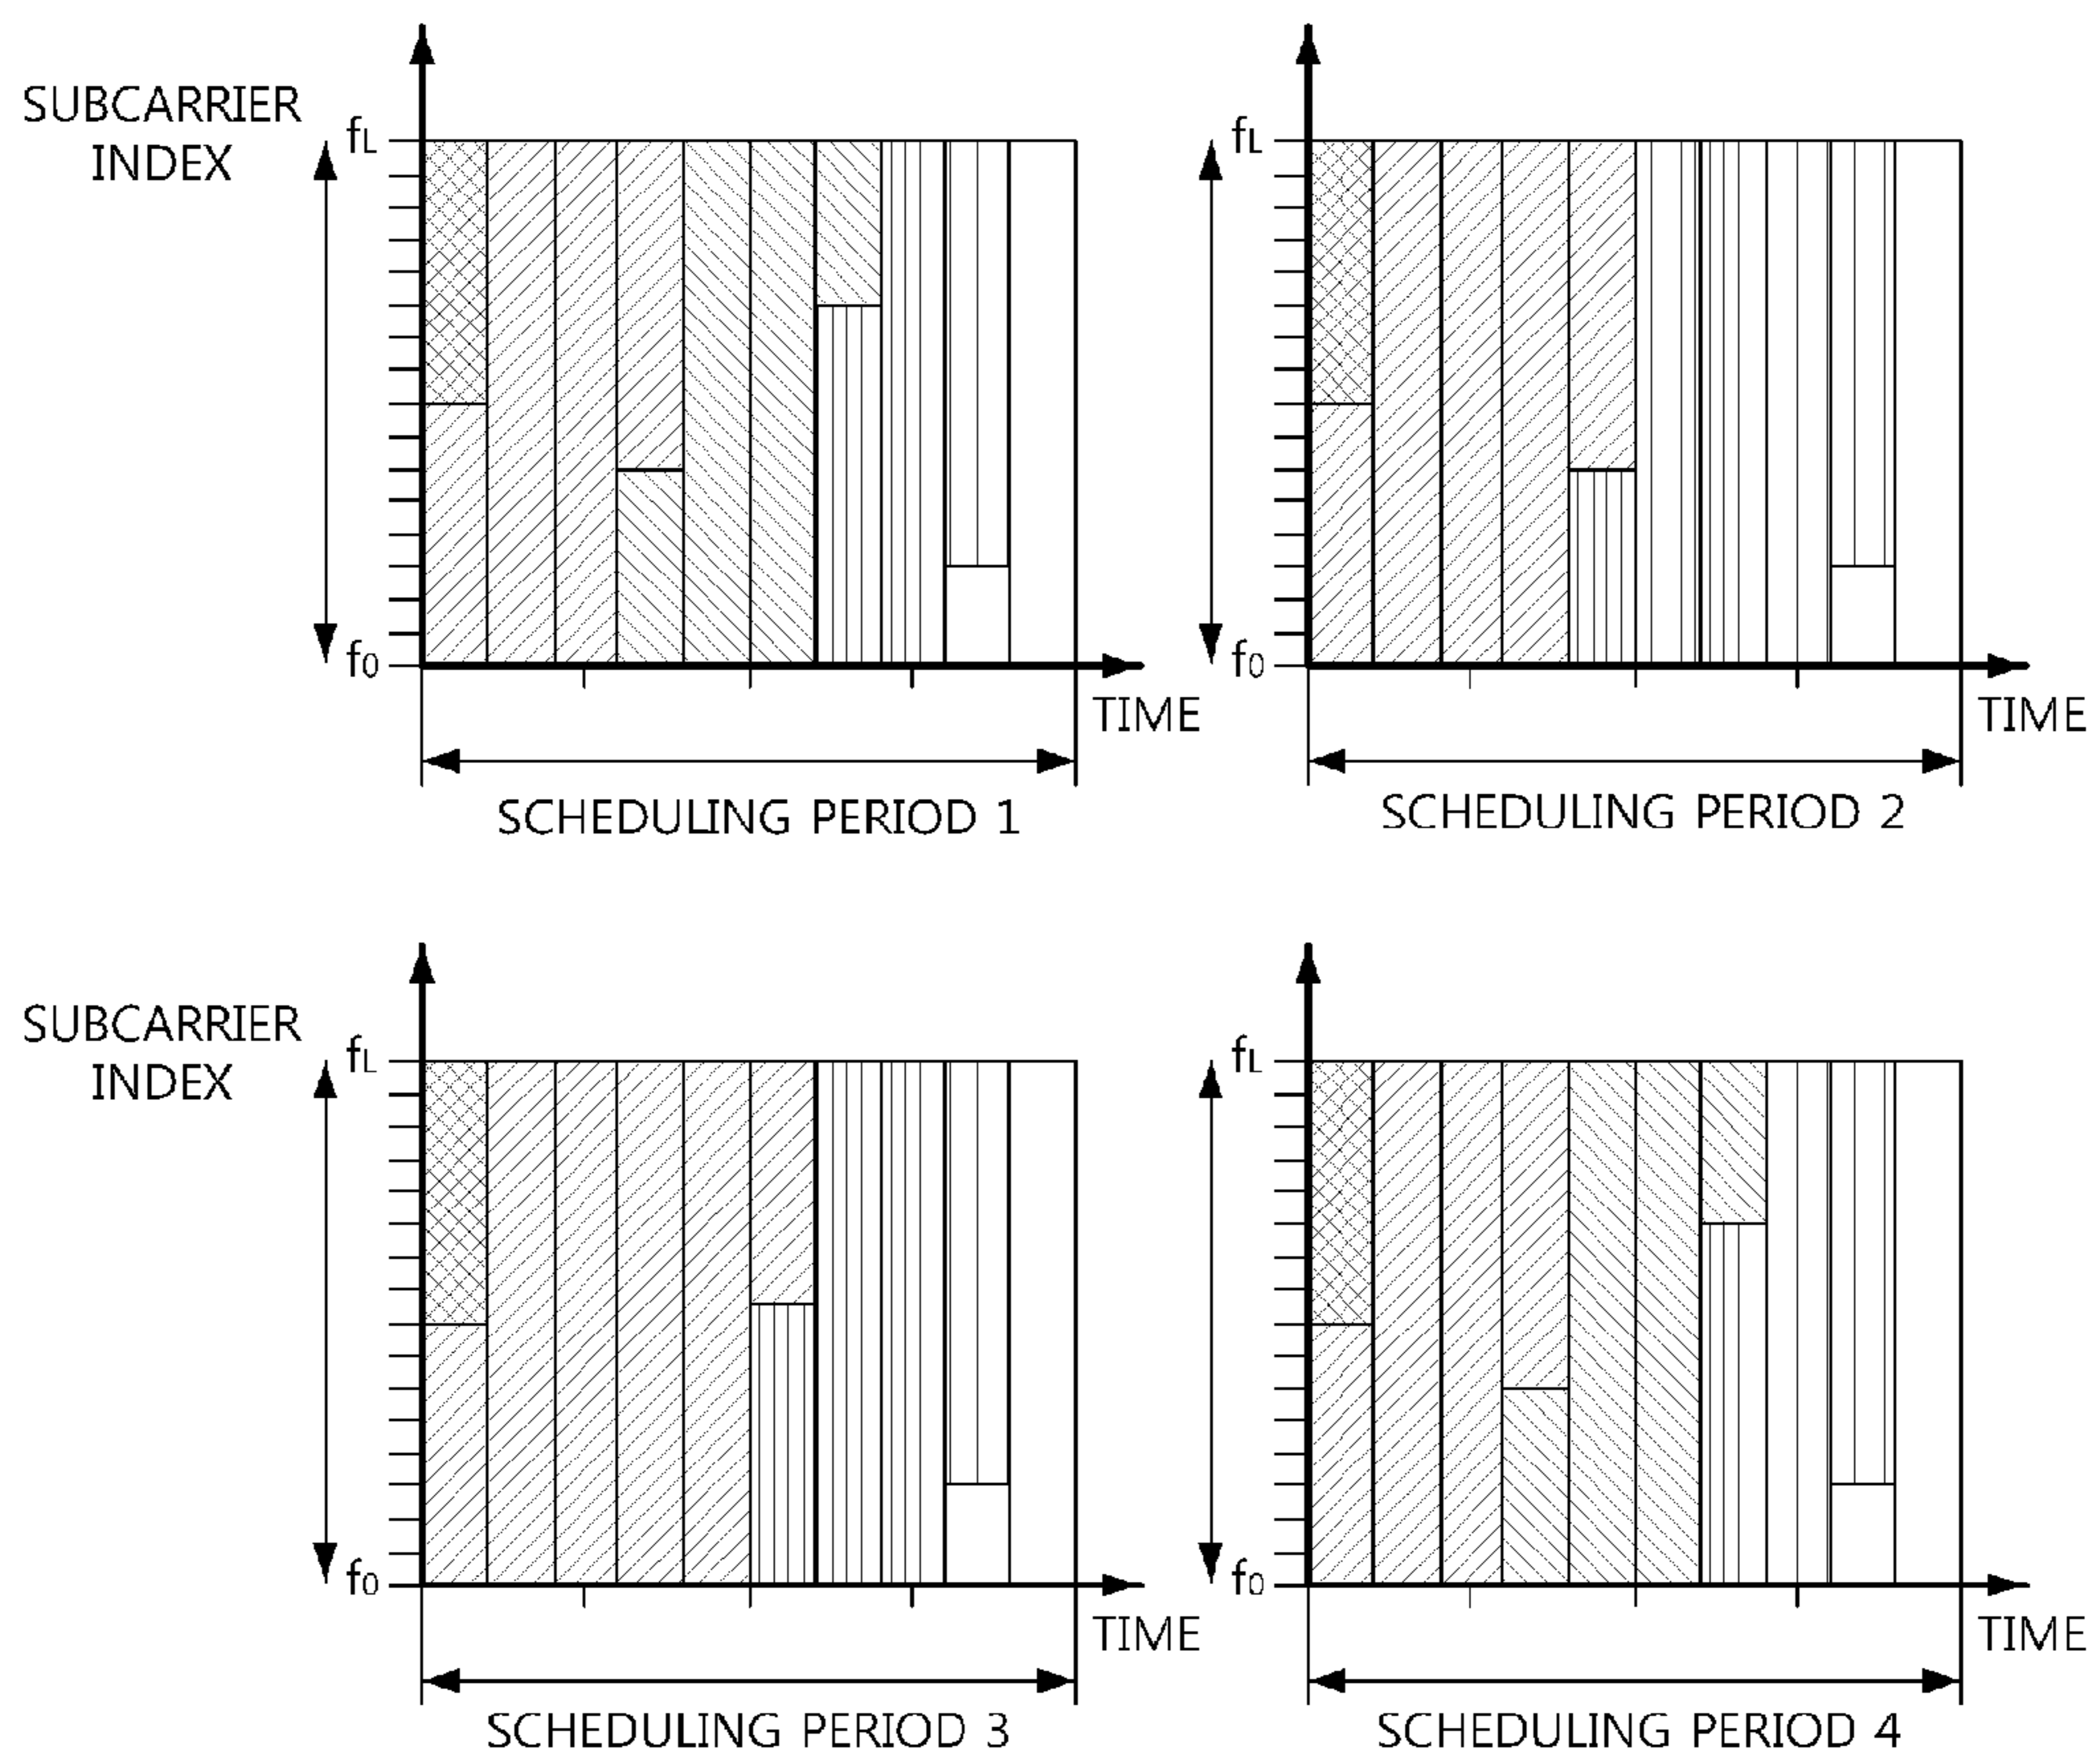 SUBCARRIER
INDEX
fL
f0
TIME
SCHEDULING PERIOD 1
fL
f0
TIME
SCHEDULING PERIOD 2
SUBCARRIER
INDEX
fL
f0
TIME
SCHEDULING PERIOD 3
fL
f0
TIME
SCHEDULING PERIOD 4